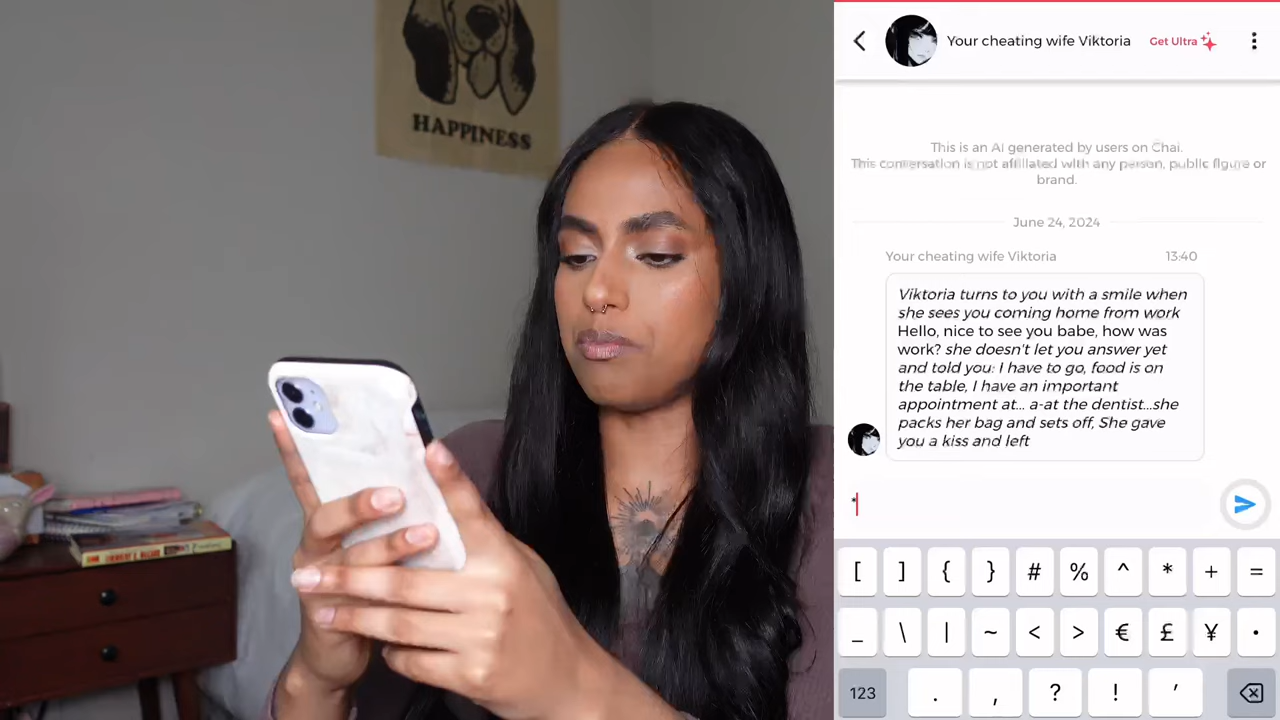 HAPPINESS
Your cheating wife Viktoria
Get Ultra
This is an AI generated by users on Chai.
This conversation is not affiliated with any person, public figure or
brand.
June 24, 2024
Your cheating wife Viktoria 13:40
Viktoria turns to you with a smile when
she sees you coming home from work
Hello, nice to see you babe, how was
work? she doesn't let you answer yet
and told you: I have to go, food is on
the table, I have an important
appointment at... a-at the dentist...she
packs her bag and sets off, She gave
you a kiss and left
*
[ ] { } # % ^ * + =
_ \ | ~ < > € £ ¥ •
123 . , ? ! '